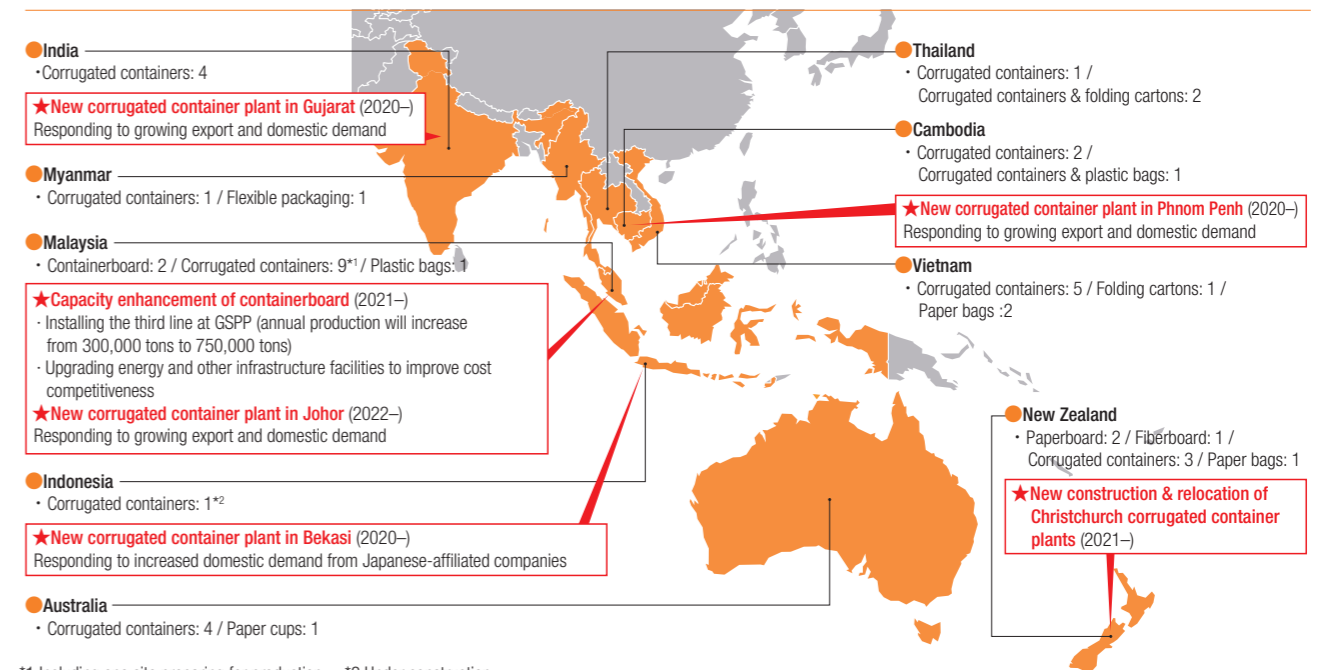 ●India
・Corrugated containers: 4
★New corrugated container plant in Gujarat (2020–)
Responding to growing export and domestic demand
●Myanmar
・Corrugated containers: 1 / Flexible packaging: 1
●Malaysia
・Containerboard: 2 / Corrugated containers: 9*1 / Plastic bags: 1
★Capacity enhancement of containerboard (2021–)
· Installing the third line at GSPP (annual production will increase
from 300,000 tons to 750,000 tons)
· Upgrading energy and other infrastructure facilities to improve cost
competitiveness
★New corrugated container plant in Johor (2022–)
Responding to growing export and domestic demand
●Indonesia
・Corrugated containers: 1*2
★New corrugated container plant in Bekasi (2020–)
Responding to increased domestic demand from Japanese-affiliated companies
●Australia
・Corrugated containers: 4 / Paper cups: 1
●Thailand
・Corrugated containers: 1 /
Corrugated containers & folding cartons: 2
●Cambodia
・Corrugated containers: 2 /
Corrugated containers & plastic bags: 1
★New corrugated container plant in Phnom Penh (2020–)
Responding to growing export and domestic demand
●Vietnam
・Corrugated containers: 5 / Folding cartons: 1 /
Paper bags :2
●New Zealand
・Paperboard: 2 / Fiberboard: 1 /
Corrugated containers: 3 / Paper bags: 1
★New construction & relocation of
Christchurch corrugated container
plants (2021–)